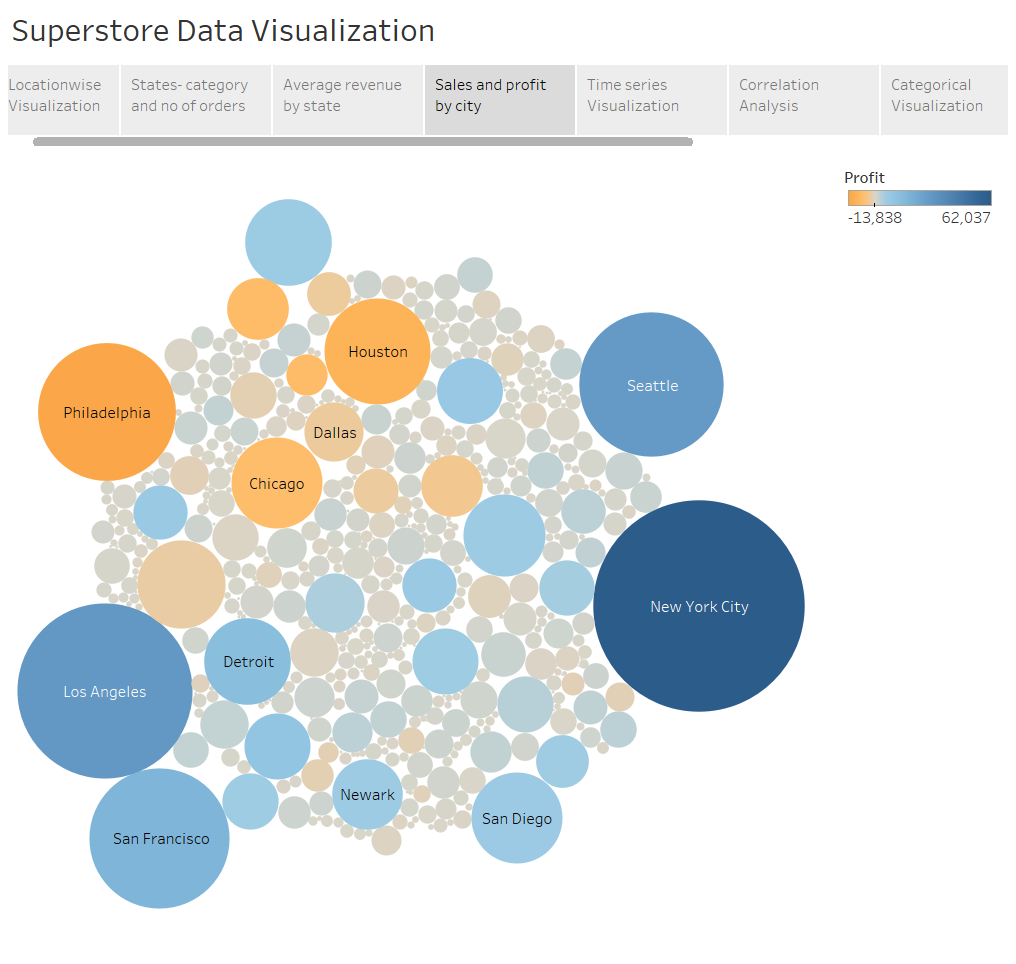 Superstore Data Visualization
Locationwise
Visualization
States- category
and no of orders
Average revenue
by state
Sales and profit
by city
Time series
Visualization
Correlation
Analysis
Categorical
Visualization
Profit
-13,838
62,037
Houston
Seattle
Philadelphia
Dallas
Chicago
New York City
Detroit
Los Angeles
Newark
San Diego
San Francisco